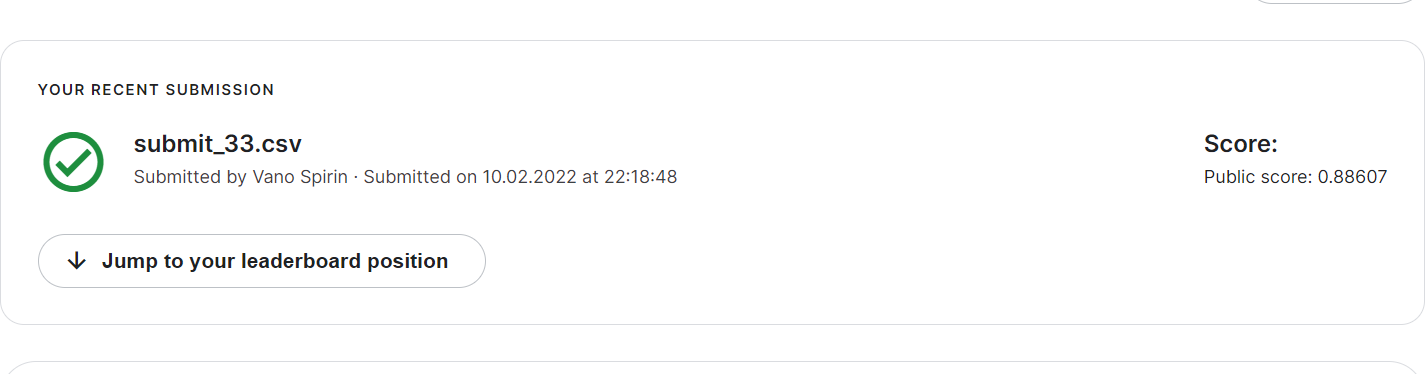 YOUR RECENT SUBMISSION
submit_33.csv
Submitted by Vano Spirin · Submitted on 10.02.2022 at 22:18:48
Score:
Public score: 0.88607
Jump to your leaderboard position